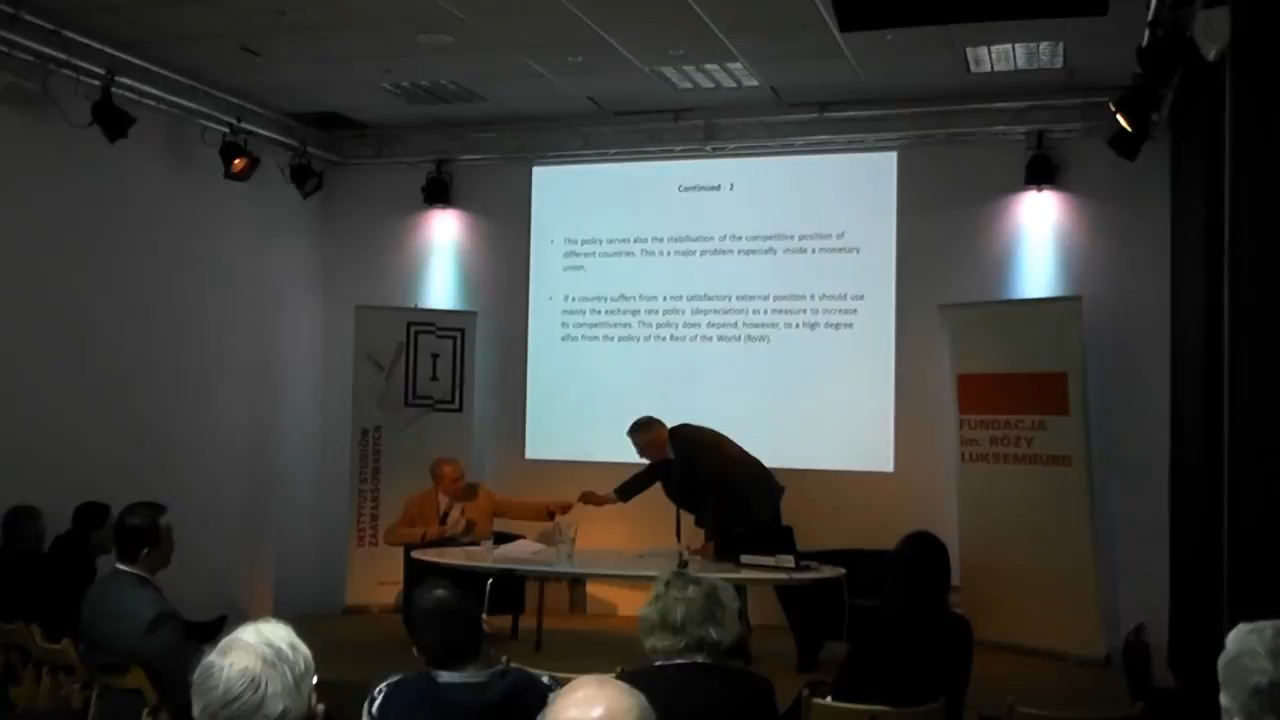 Continued - 2
This policy serves also the stabilisation of the competitive position of
different countries. This is a major problem especially inside a monetary
union.
If a country suffers from a not satisfactory external position it should use
mainly the exchange rate policy (depreciation) as a measure to increase
its competitivenes. This policy does depend, however, to a high degree
also from the policy of the Rest of the World (RoW).
I
INSTYTUT STUDIÓW
ZAAWANSOWANYCH
FUNDACJA
im. RÓŻY
LUKSEMBURG